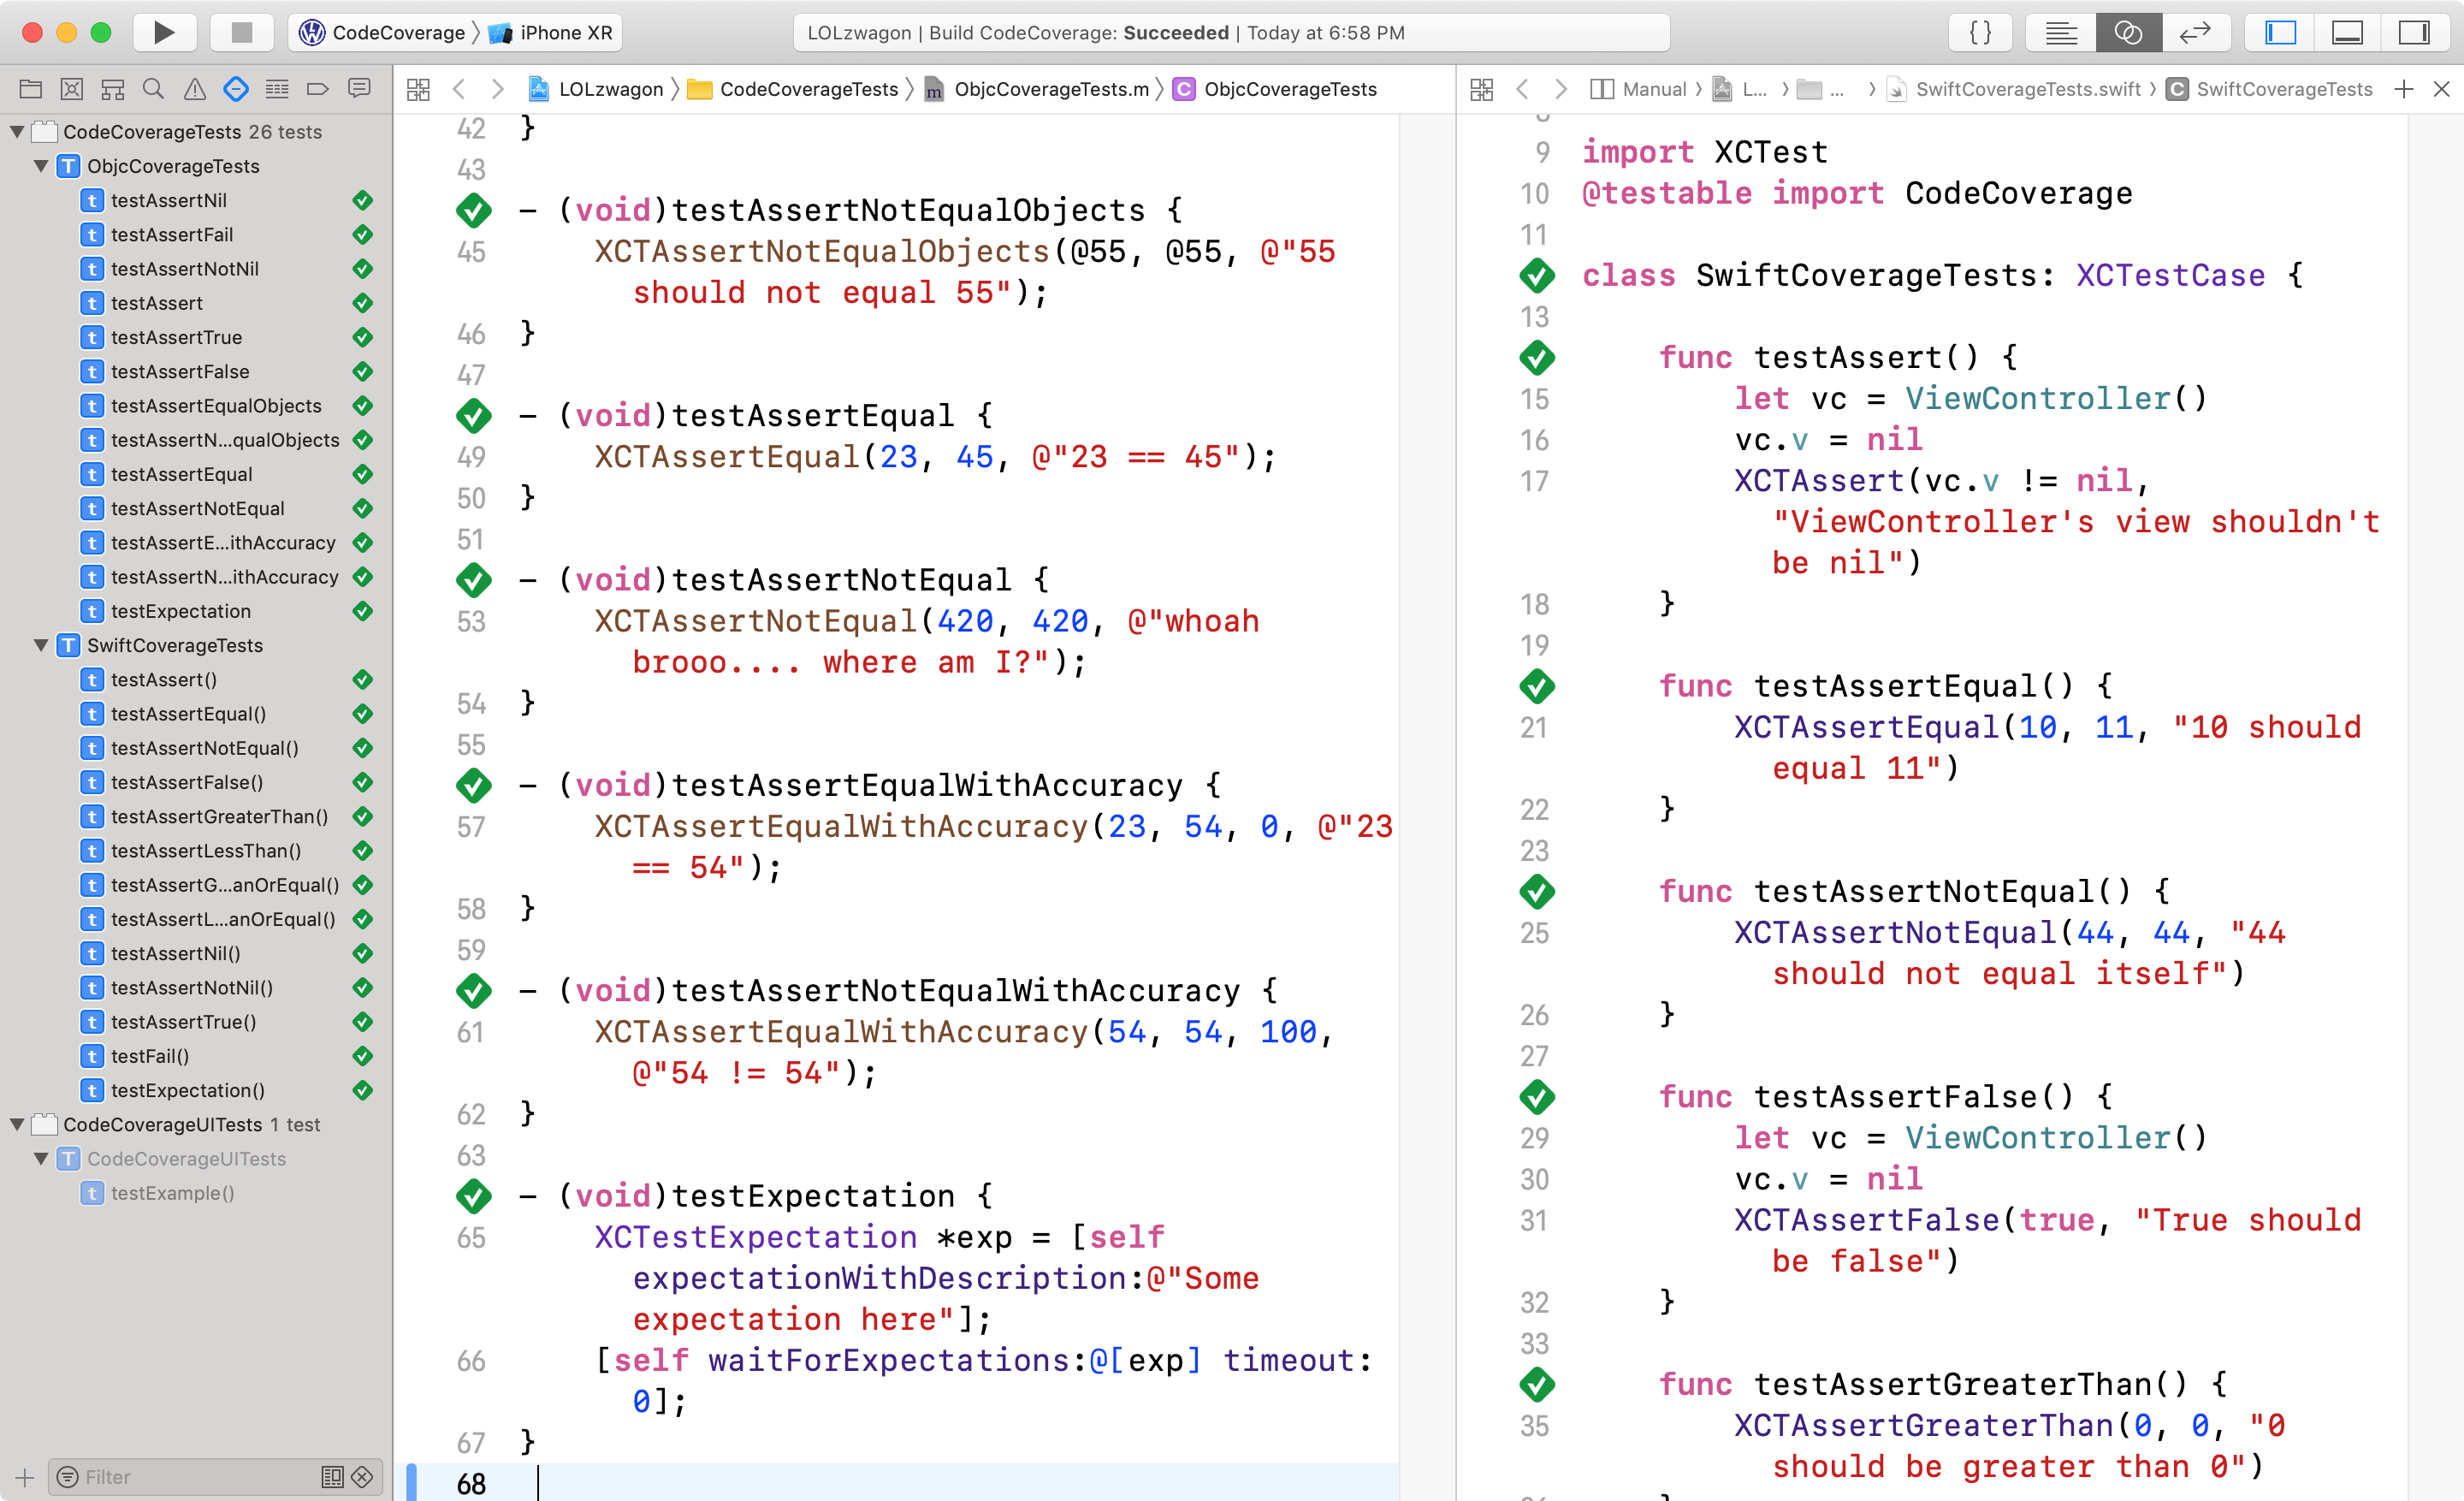 CodeCoverage 〉 iPhone XR
LOLzwagon | Build CodeCoverage: Succeeded | Today at 6:58 PM
{ }
CodeCoverageTests 26 tests
T ObjcCoverageTests
t testAssertNil
t testAssertFail
t testAssertNotNil
t testAssert
t testAssertTrue
t testAssertFalse
t testAssertEqualObjects
t testAssertN...qualObjects
t testAssertEqual
t testAssertNotEqual
t testAssertE...ithAccuracy
t testAssertN...ithAccuracy
t testExpectation
T SwiftCoverageTests
t testAssert()
t testAssertEqual()
t testAssertNotEqual()
t testAssertFalse()
t testAssertGreaterThan()
t testAssertLessThan()
t testAssertG...anOrEqual()
t testAssertL...anOrEqual()
t testAssertNil()
t testAssertNotNil()
t testAssertTrue()
t testFail()
t testExpectation()
CodeCoverageUITests 1 test
T CodeCoverageUITests
t testExample()
Filter
LOLzwagon 〉 CodeCoverageTests 〉 m ObjcCoverageTests.m 〉 C ObjcCoverageTests
42 }
43
- (void)testAssertNotEqualObjects {
45 XCTAssertNotEqualObjects(@55, @55, @"55
should not equal 55");
46 }
47
- (void)testAssertEqual {
49 XCTAssertEqual(23, 45, @"23 == 45");
50 }
51
- (void)testAssertNotEqual {
53 XCTAssertNotEqual(420, 420, @"whoah
brooo.... where am I?");
54 }
55
- (void)testAssertEqualWithAccuracy {
57 XCTAssertEqualWithAccuracy(23, 54, 0, @"23
== 54");
58 }
59
- (void)testAssertNotEqualWithAccuracy {
61 XCTAssertEqualWithAccuracy(54, 54, 100,
@"54 != 54");
62 }
63
- (void)testExpectation {
65 XCTestExpectation *exp = [self
expectationWithDescription:@"Some
expectation here"];
66 [self waitForExpectations:@[exp] timeout:
0];
67 }
68
Manual 〉 L... 〉 ... 〉 SwiftCoverageTests.swift 〉 C SwiftCoverageTests
9 import XCTest
10 @testable import CodeCoverage
11
class SwiftCoverageTests: XCTestCase {
13
func testAssert() {
15 let vc = ViewController()
16 vc.v = nil
17 XCTAssert(vc.v != nil,
"ViewController's view shouldn't
be nil")
18 }
19
func testAssertEqual() {
21 XCTAssertEqual(10, 11, "10 should
equal 11")
22 }
23
func testAssertNotEqual() {
25 XCTAssertNotEqual(44, 44, "44
should not equal itself")
26 }
27
func testAssertFalse() {
29 let vc = ViewController()
30 vc.v = nil
31 XCTAssertFalse(true, "True should
be false")
32 }
33
func testAssertGreaterThan() {
35 XCTAssertGreaterThan(0, 0, "0
should be greater than 0")